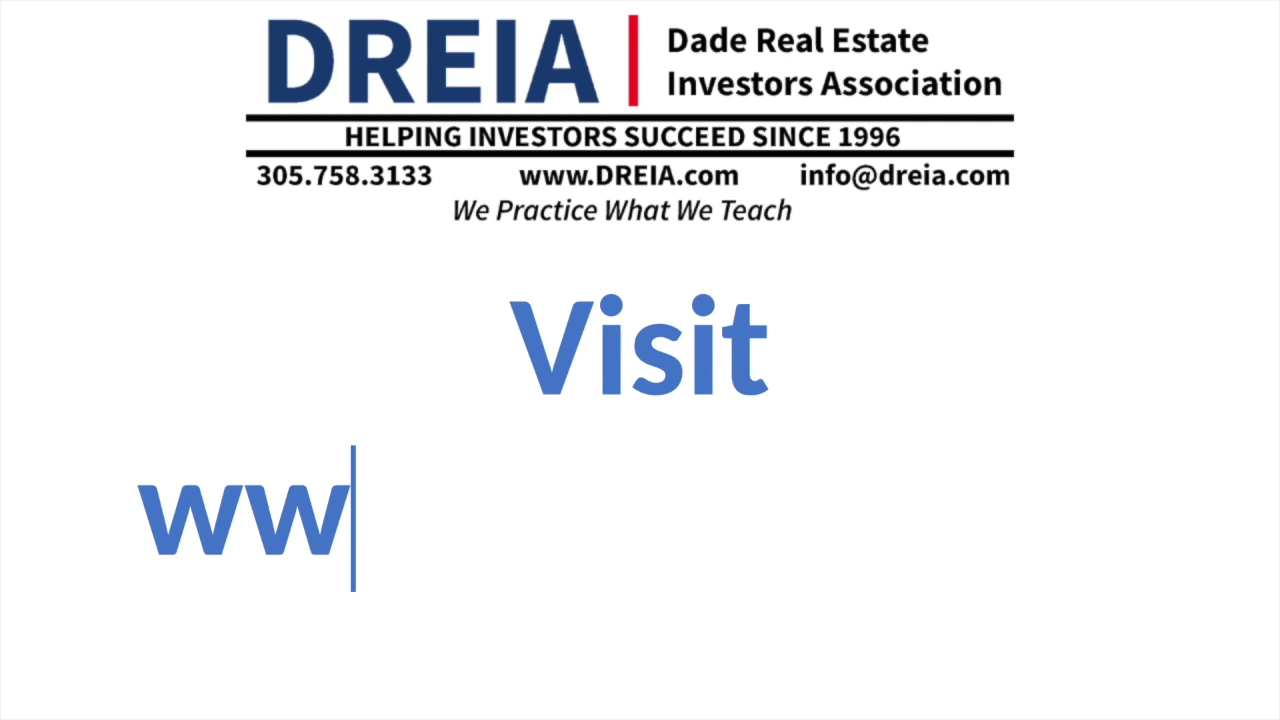 DREIA
Dade Real Estate
Investors Association
HELPING INVESTORS SUCCEED SINCE 1996
305.758.3133 www.DREIA.com info@dreia.com
We Practice What We Teach
Visit
ww